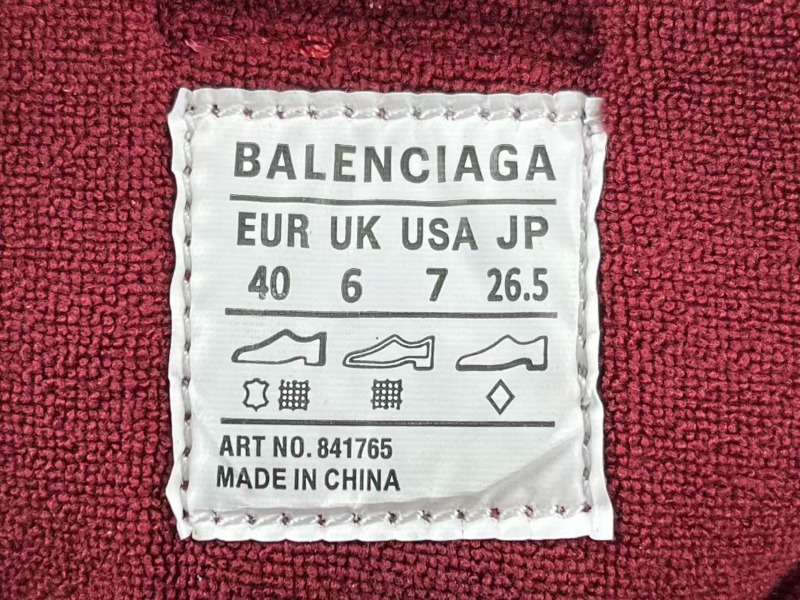 BALENCIAGA
EUR UK USA JP
40 6 7 26.5
ART NO. 841765
MADE IN CHINA